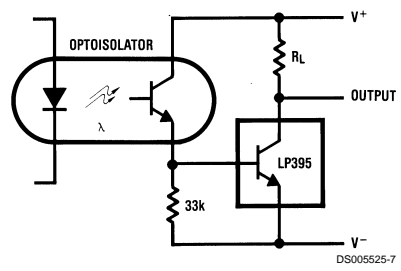 V+
OPTOISOLATOR
RL
OUTPUT
λ
LP395
33k
V−
DS005525-7